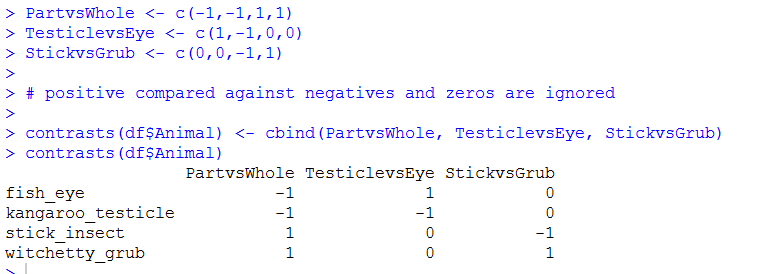 > PartvsWhole <- c(-1,-1,1,1)
> TesticlevsEye <- c(1,-1,0,0)
> StickvsGrub <- c(0,0,-1,1)
>
> # positive compared against negatives and zeros are ignored
>
> contrasts(df$Animal) <- cbind(PartvsWhole, TesticlevsEye, StickvsGrub)
> contrasts(df$Animal)
                  PartvsWhole TesticlevsEye StickvsGrub
fish_eye                   -1             1           0
kangaroo_testicle          -1            -1           0
stick_insect                1             0          -1
witchetty_grub              1             0           1
>